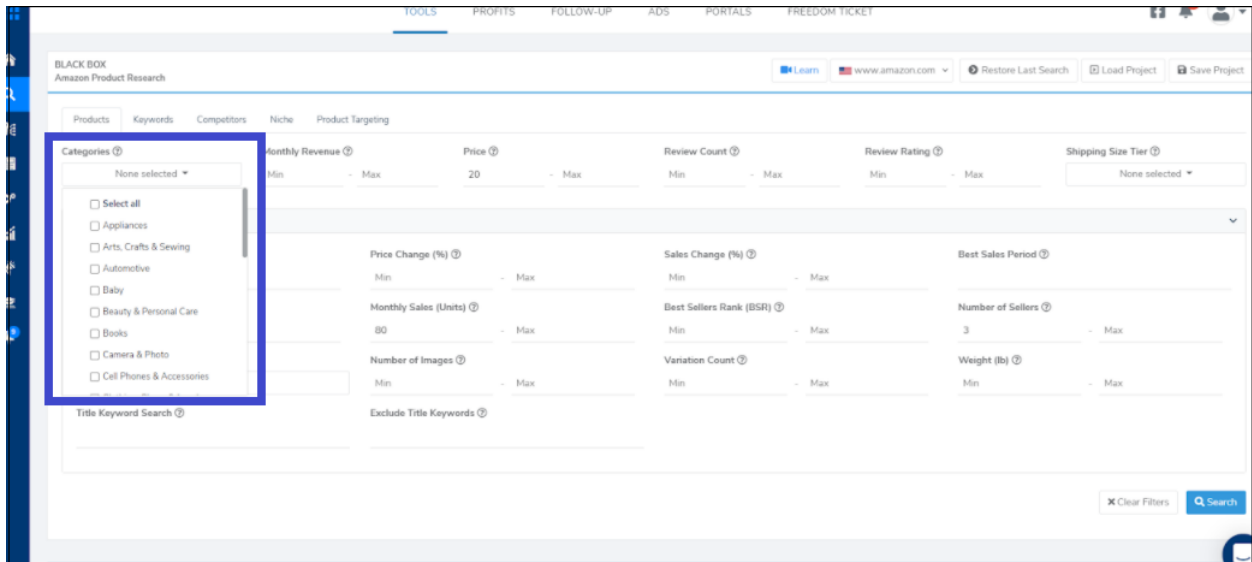 TOOLS PROFITS FOLLOW-UP ADS PORTALS FREEDOM TICKET
BLACK BOX
Amazon Product Research
Learn www.amazon.com Restore Last Search Load Project Save Project
Products Keywords Competitors Niche Product Targeting
Categories Monthly Revenue Price Review Count Review Rating Shipping Size Tier
None selected Min - Max 20 - Max Min - Max Min - Max None selected
Select all
Appliances
Arts, Crafts & Sewing
Price Change (%) Sales Change (%) Best Sales Period
Automotive
Min - Max Min - Max
Baby
Monthly Sales (Units) Best Sellers Rank (BSR) Number of Sellers
Beauty & Personal Care
80 - Max Min - Max 3 - Max
Books
Camera & Photo
Number of Images Variation Count Weight (lb)
Cell Phones & Accessories
Min - Max Min - Max Min - Max
Title Keyword Search Exclude Title Keywords
Clear Filters Search